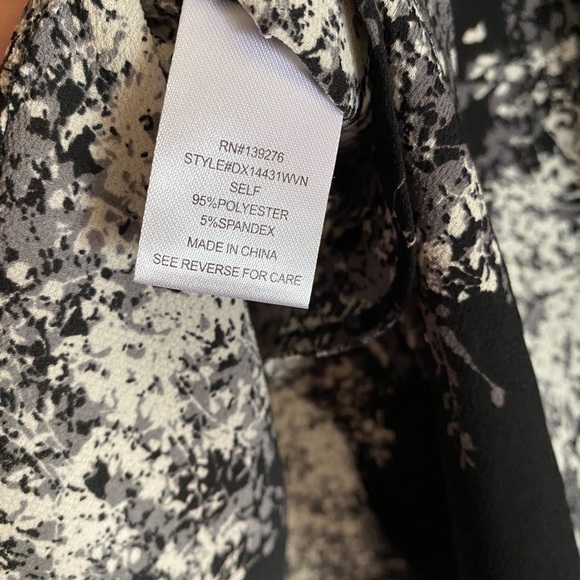 RN#139276
STYLE#DX14431WVN
SELF
95%POLYESTER
5%SPANDEX
MADE IN CHINA
SEE REVERSE FOR CARE